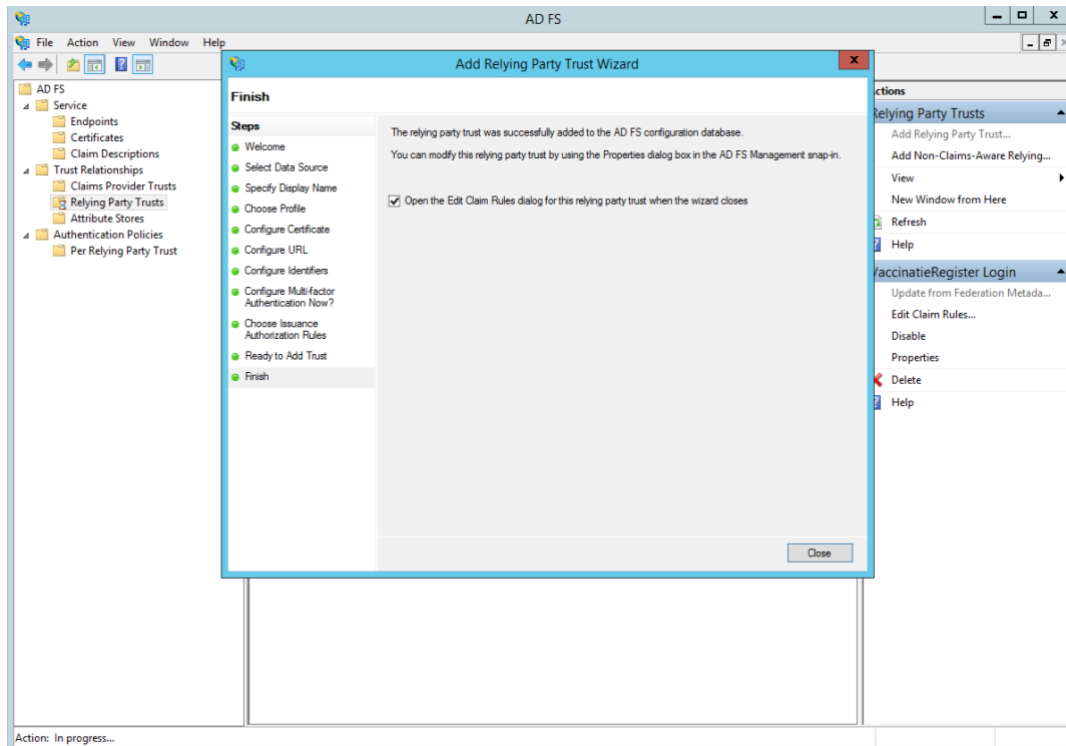 AD FS
File Action View Window Help
AD FS
Service
Endpoints
Certificates
Claim Descriptions
Trust Relationships
Claims Provider Trusts
Relying Party Trusts
Attribute Stores
Authentication Policies
Per Relying Party Trust
Add Relying Party Trust Wizard
Finish
Steps
Welcome
Select Data Source
Specify Display Name
Choose Profile
Configure Certificate
Configure URL
Configure Identifiers
Configure Multi-factor
Authentication Now?
Choose Issuance
Authorization Rules
Ready to Add Trust
Finish
The relying party trust was successfully added to the AD FS configuration database.
You can modify this relying party trust by using the Properties dialog box in the AD FS Management snap-in.
Open the Edit Claim Rules dialog for this relying party trust when the wizard closes
Close
ctions
Relying Party Trusts
Add Relying Party Trust...
Add Non-Claims-Aware Relying...
View
New Window from Here
Refresh
Help
VaccinatieRegister Login
Update from Federation Metada...
Edit Claim Rules...
Disable
Properties
Delete
Help
Action: In progress...